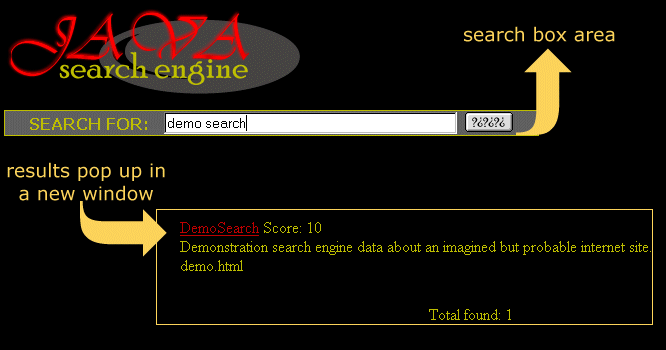 JAVA
search engine
search box area
SEARCH FOR: demo search ?¿?¿?¿
results pop up in
a new window
DemoSearch Score: 10
Demonstration search engine data about an imagined but probable internet site.
demo.html
Total found: 1